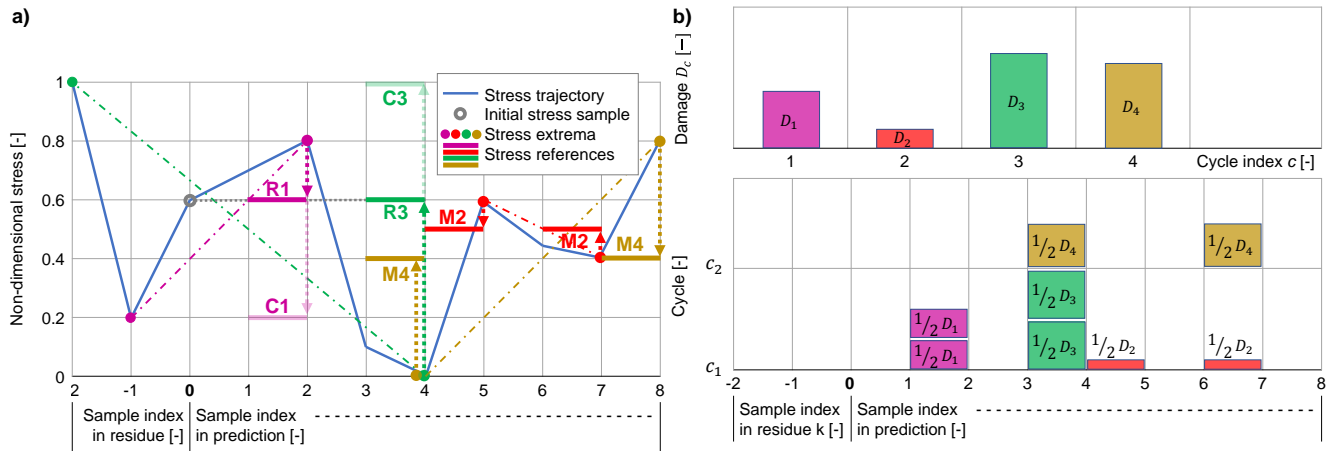 a)
Non-dimensional stress [-]
1
0.8
0.6
0.4
0.2
0
2 -1 0 1 2 3 4 5 6 7 8
Stress trajectory
Initial stress sample
Stress extrema
Stress references
C3
R1
R3
M2
M2
M4
M4
C1
Sample index
in residue [-]
Sample index
in prediction [-]
b)
Damage D_c [−]
D_1
D_2
D_3
D_4
1 2 3 4 Cycle index c [-]
Cycle [-]
c_2
c_1
1/2 D_4
1/2 D_4
1/2 D_3
1/2 D_1
1/2 D_1
1/2 D_3
1/2 D_2
1/2 D_2
-2 -1 0 1 2 3 4 5 6 7 8
Sample index
in residue k [-]
Sample index
in prediction [-]